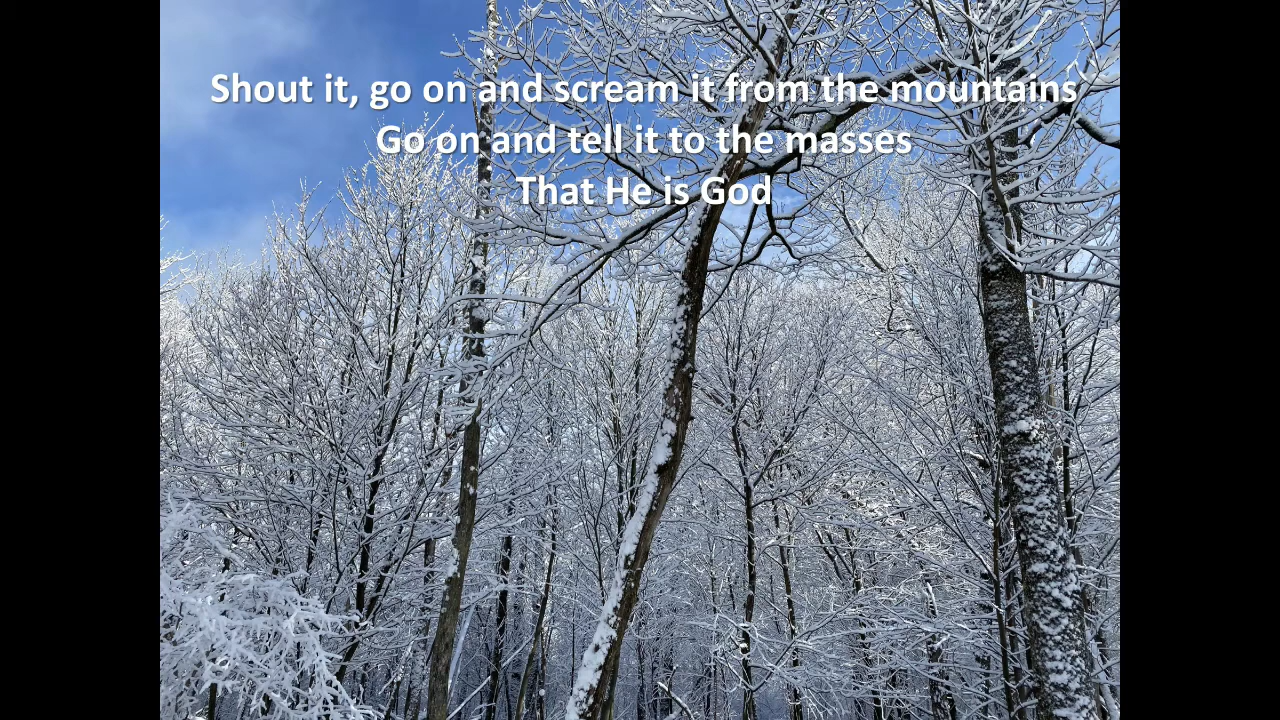 Shout it, go on and scream it from the mountains
Go on and tell it to the masses
That He is God